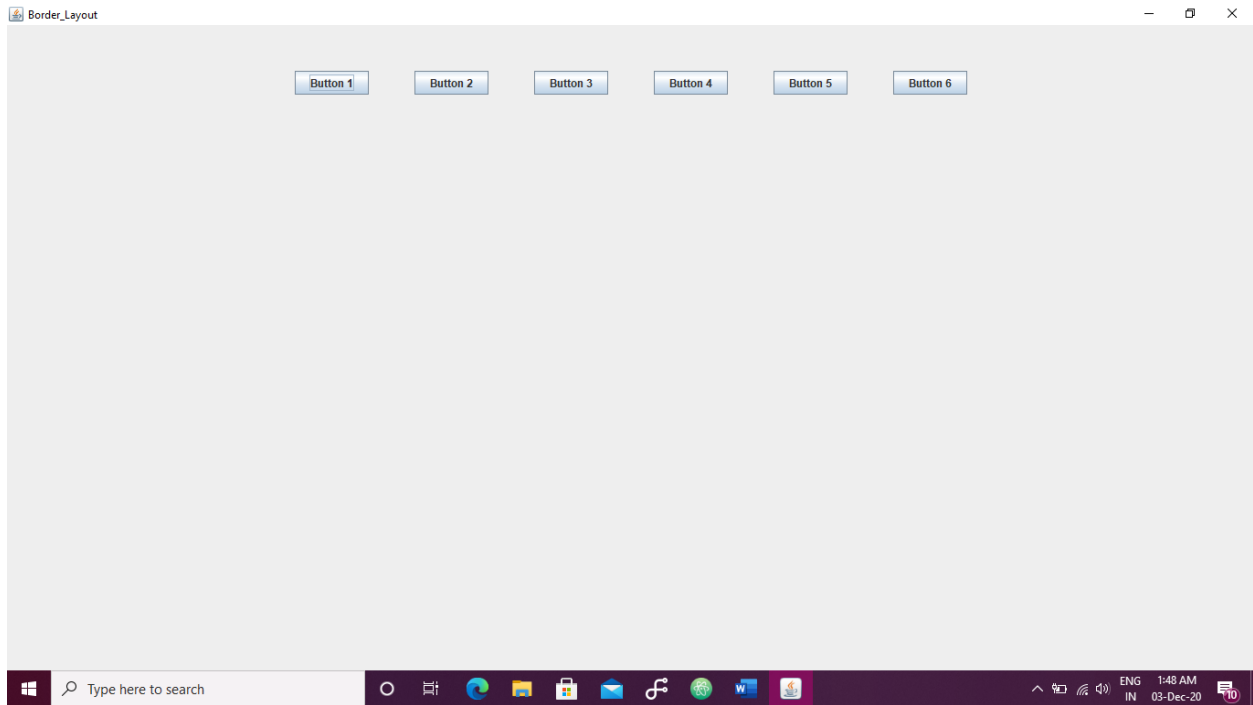 Border_Layout
Button 1 Button 2 Button 3 Button 4 Button 5 Button 6
Type here to search
W
ENG 1:48 AM
IN 03-Dec-20
10